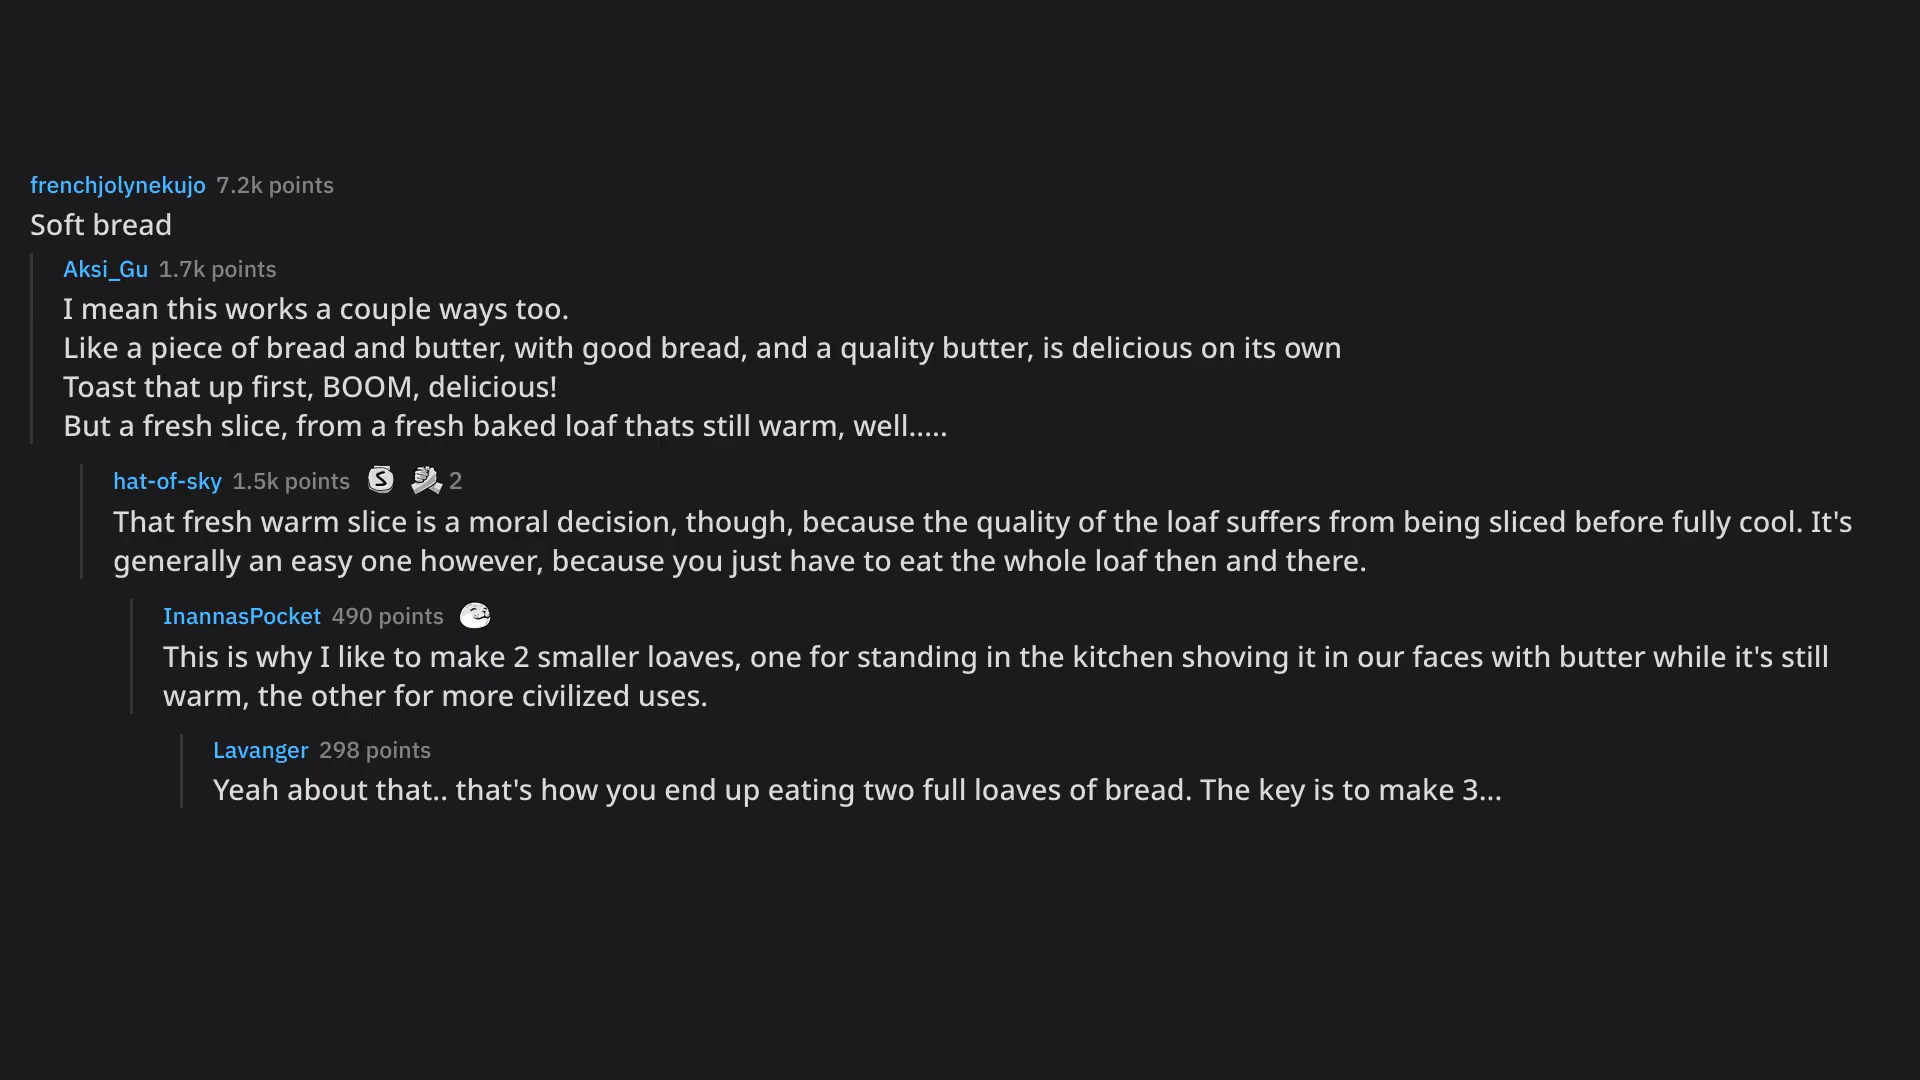 frenchjolynekujo 7.2k points
Soft bread
Aksi_Gu 1.7k points
I mean this works a couple ways too.
Like a piece of bread and butter, with good bread, and a quality butter, is delicious on its own
Toast that up first, BOOM, delicious!
But a fresh slice, from a fresh baked loaf thats still warm, well.....
hat-of-sky 1.5k points S 2
That fresh warm slice is a moral decision, though, because the quality of the loaf suffers from being sliced before fully cool. It's
generally an easy one however, because you just have to eat the whole loaf then and there.
InannasPocket 490 points
This is why I like to make 2 smaller loaves, one for standing in the kitchen shoving it in our faces with butter while it's still
warm, the other for more civilized uses.
Lavanger 298 points
Yeah about that.. that's how you end up eating two full loaves of bread. The key is to make 3...